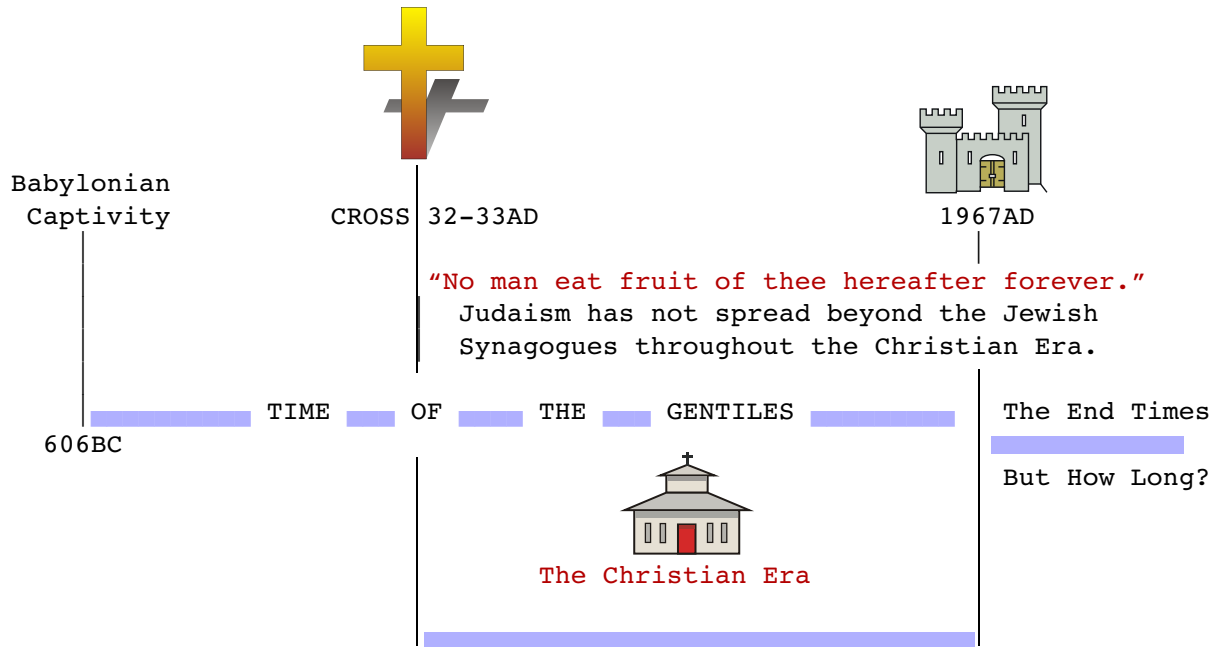 Babylonian
Captivity
CROSS 32-33AD
1967AD
“No man eat fruit of thee hereafter forever.”
Judaism has not spread beyond the Jewish
Synagogues throughout the Christian Era.
TIME OF THE GENTILES
The End Times
606BC
But How Long?
The Christian Era